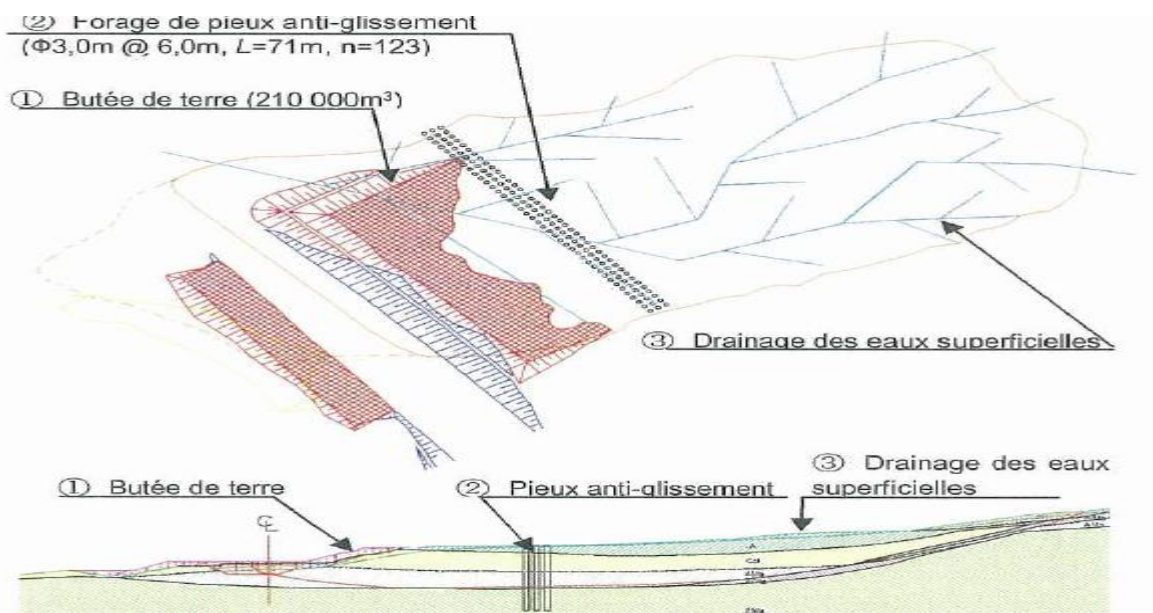 ② Forage de pieux anti-glissement
(Φ3,0m @ 6,0m, L=71m, n=123)
① Butée de terre (210 000m³)
③ Drainage des eaux superficielles
① Butée de terre
② Pieux anti-glissement
③ Drainage des eaux
superficielles
℄
A